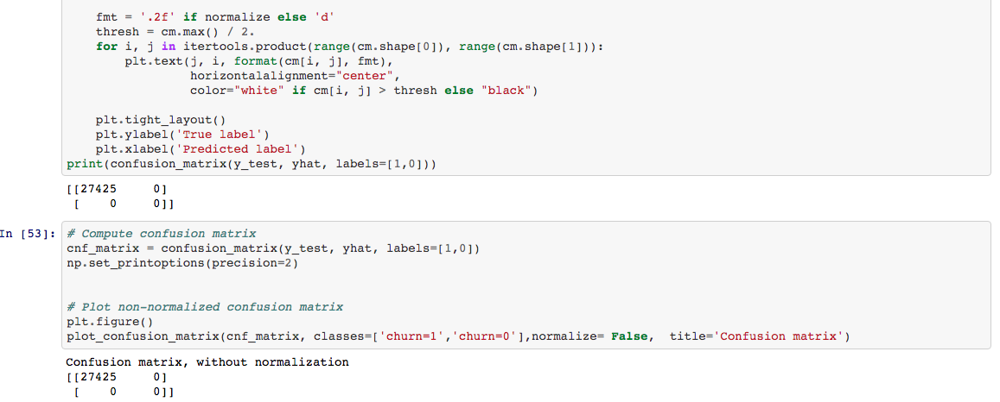 fmt = '.2f' if normalize else 'd'
thresh = cm.max() / 2.
for i, j in itertools.product(range(cm.shape[0]), range(cm.shape[1])):
plt.text(j, i, format(cm[i, j], fmt),
horizontalalignment="center",
color="white" if cm[i, j] > thresh else "black")
plt.tight_layout()
plt.ylabel('True label')
plt.xlabel('Predicted label')
print(confusion_matrix(y_test, yhat, labels=[1,0]))
[[27425 0]
[ 0 0]]
In [53]:
# Compute confusion matrix
cnf_matrix = confusion_matrix(y_test, yhat, labels=[1,0])
np.set_printoptions(precision=2)
# Plot non-normalized confusion matrix
plt.figure()
plot_confusion_matrix(cnf_matrix, classes=['churn=1','churn=0'],normalize= False, title='Confusion matrix')
Confusion matrix, without normalization
[[27425 0]
[ 0 0]]